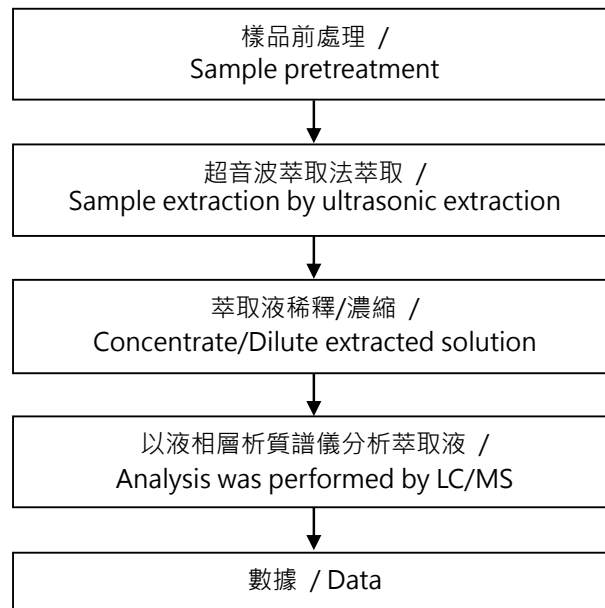 樣品前處理 /
Sample pretreatment
超音波萃取法萃取 /
Sample extraction by ultrasonic extraction
萃取液稀釋/濃縮 /
Concentrate/Dilute extracted solution
以液相層析質譜儀分析萃取液 /
Analysis was performed by LC/MS
數據 / Data